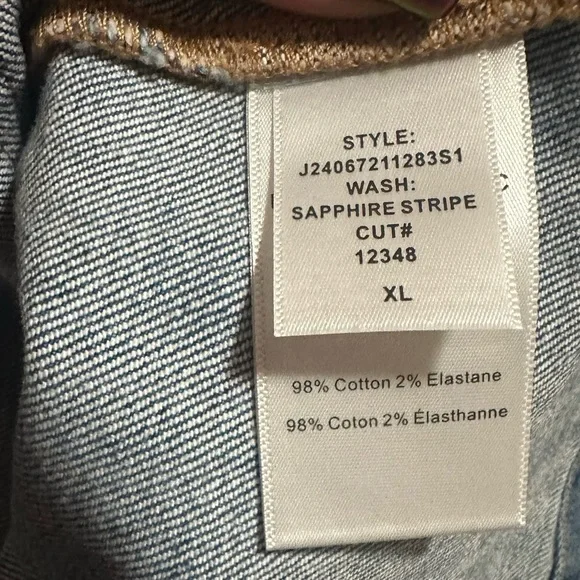 STYLE:
J24067211283S1
WASH:
SAPPHIRE STRIPE
CUT#
12348
XL
98% Cotton 2% Elastane
98% Coton 2% Élasthanne